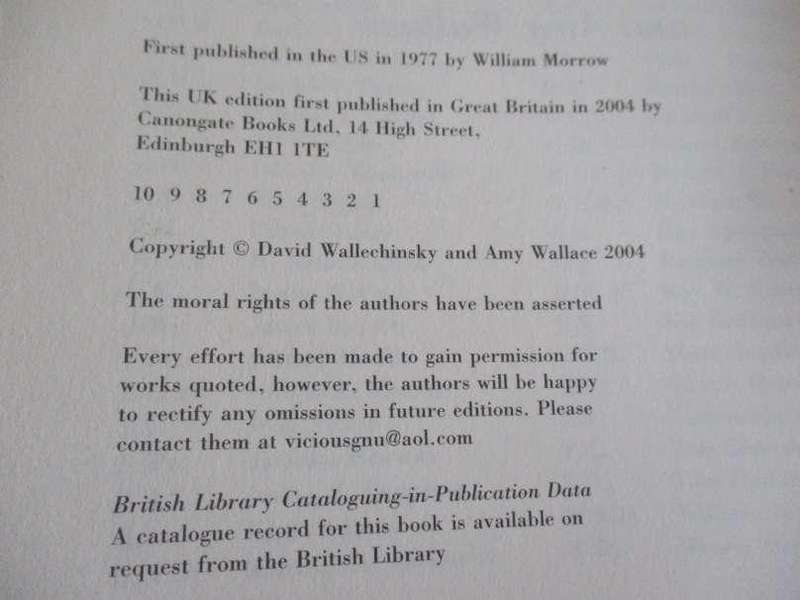 First published in the US in 1977 by William Morrow
This UK edition first published in Great Britain in 2004 by
Canongate Books Ltd, 14 High Street,
Edinburgh EH1 1TE
10 9 8 7 6 5 4 3 2 1
Copyright © David Wallechinsky and Amy Wallace 2004
The moral rights of the authors have been asserted
Every effort has been made to gain permission for
works quoted, however, the authors will be happy
to rectify any omissions in future editions. Please
contact them at viciousgnu@aol.com
British Library Cataloguing-in-Publication Data
A catalogue record for this book is available on
request from the British Library